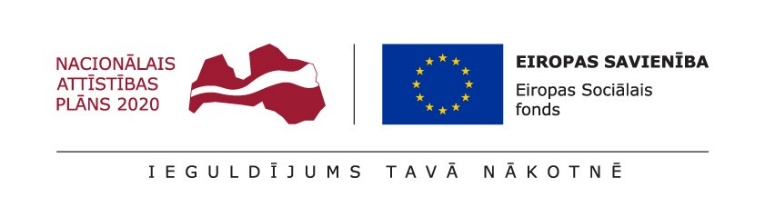 NACIONĀLAIS
ATTĪSTĪBAS
PLĀNS 2020
EIROPAS SAVIENĪBA
Eiropas Sociālais
fonds
IEGULDĪJUMS TAVĀ NĀKOTNĒ